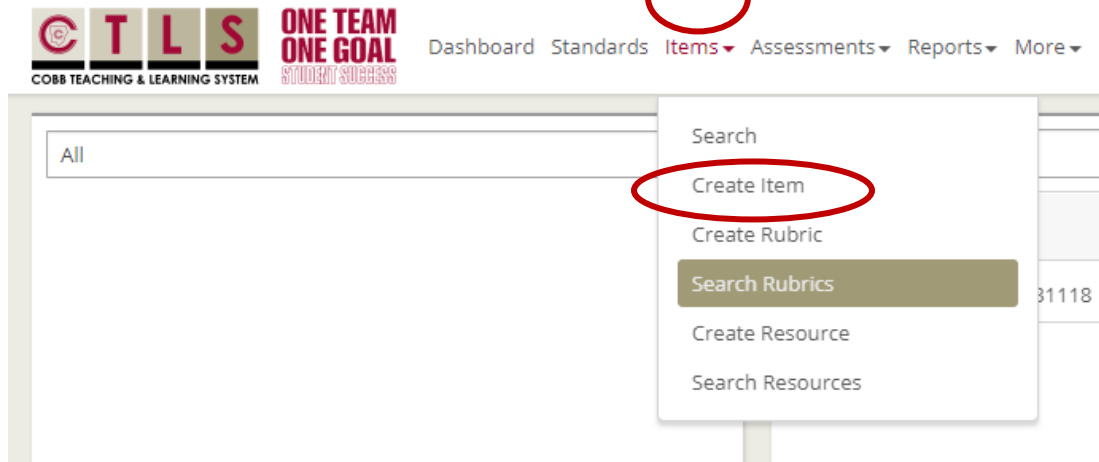 C T L S
COBB TEACHING & LEARNING SYSTEM
ONE TEAM
ONE GOAL
STUDENT SUCCESS
Dashboard Standards Items Assessments Reports More
All
Search
Create Item
Create Rubric
Search Rubrics
31118
Create Resource
Search Resources